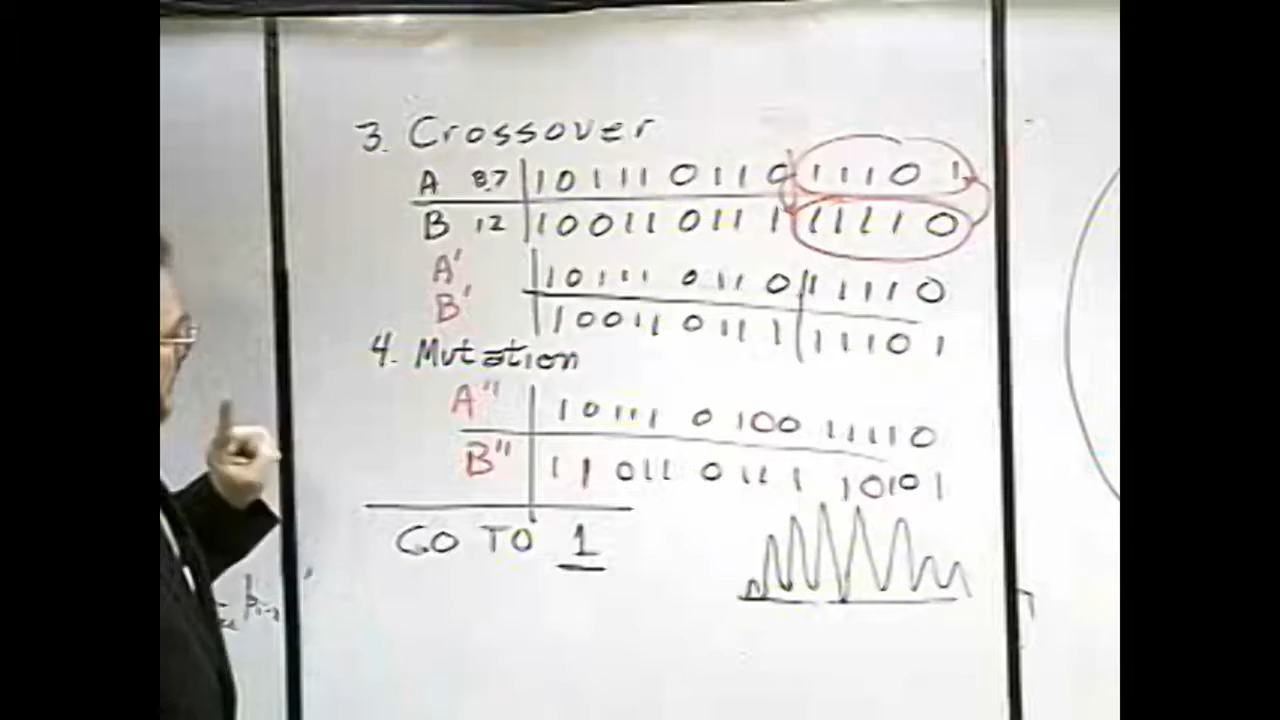 3. Crossover
A 8.7 10111 0110 11101
B 12 10011 0111 11110
A' 10111 0110 11110
B' 10011 0111 11101
4. Mutation
A" 10111 0100 11110
B" 11011 0111 10101
GO TO 1